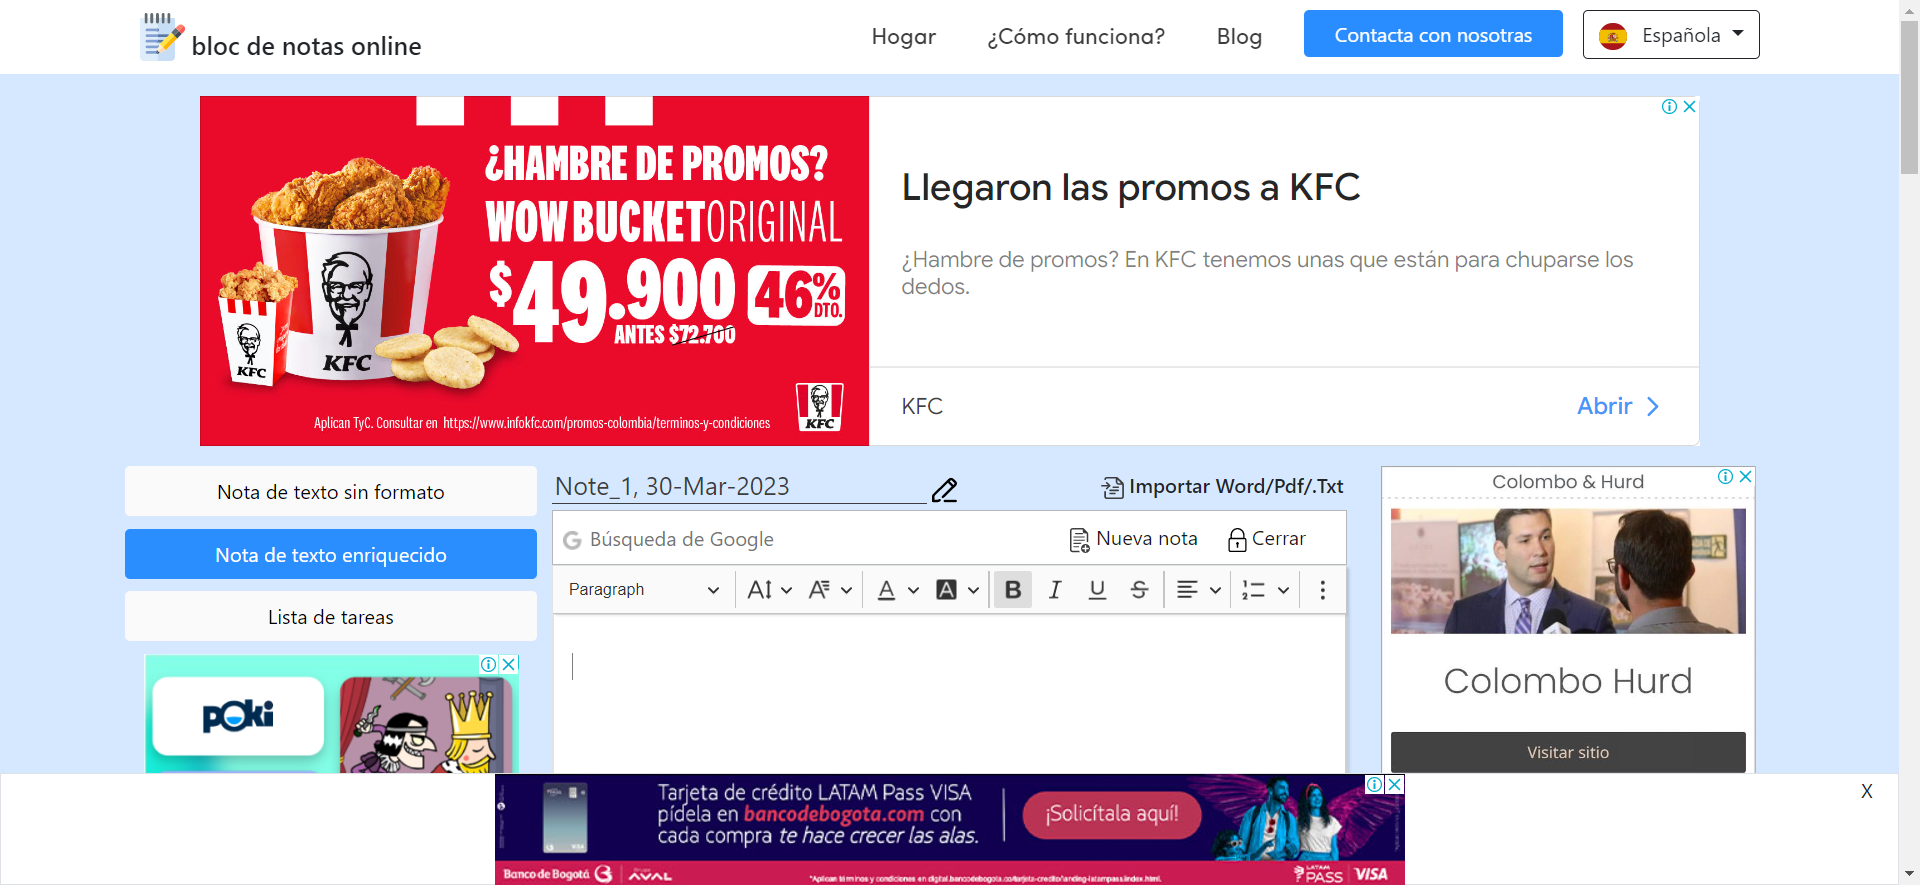 bloc de notas online
Hogar
¿Cómo funciona?
Blog
Contacta con nosotras
Española
¿HAMBRE DE PROMOS?
WOW BUCKET ORIGINAL
$49.900
46% DTO.
ANTES $72.700
KFC
KFC
KFC
Aplican TyC. Consultar en https://www.infokfc.com/promos-colombia/terminos-y-condiciones
Llegaron las promos a KFC
¿Hambre de promos? En KFC tenemos unas que están para chuparse los
dedos.
KFC
Abrir
Nota de texto sin formato
Nota de texto enriquecido
Lista de tareas
Note_1, 30-Mar-2023
Importar Word/Pdf/.Txt
G Búsqueda de Google
Nueva nota
Cerrar
Paragraph
A
A
A
A
B
I
U
S
Colombo & Hurd
Colombo Hurd
Visitar sitio
poki
Tarjeta de crédito LATAM Pass VISA
pídela en bancodebogota.com con
cada compra te hace crecer las alas.
¡Solicítala aquí!
Banco de Bogotá
AVAL
*Aplican términos y condiciones en digital.bancodebogota.co/tarjeta-credito/landing-latampass/index.html.
LATAM
PASS
VISA
X